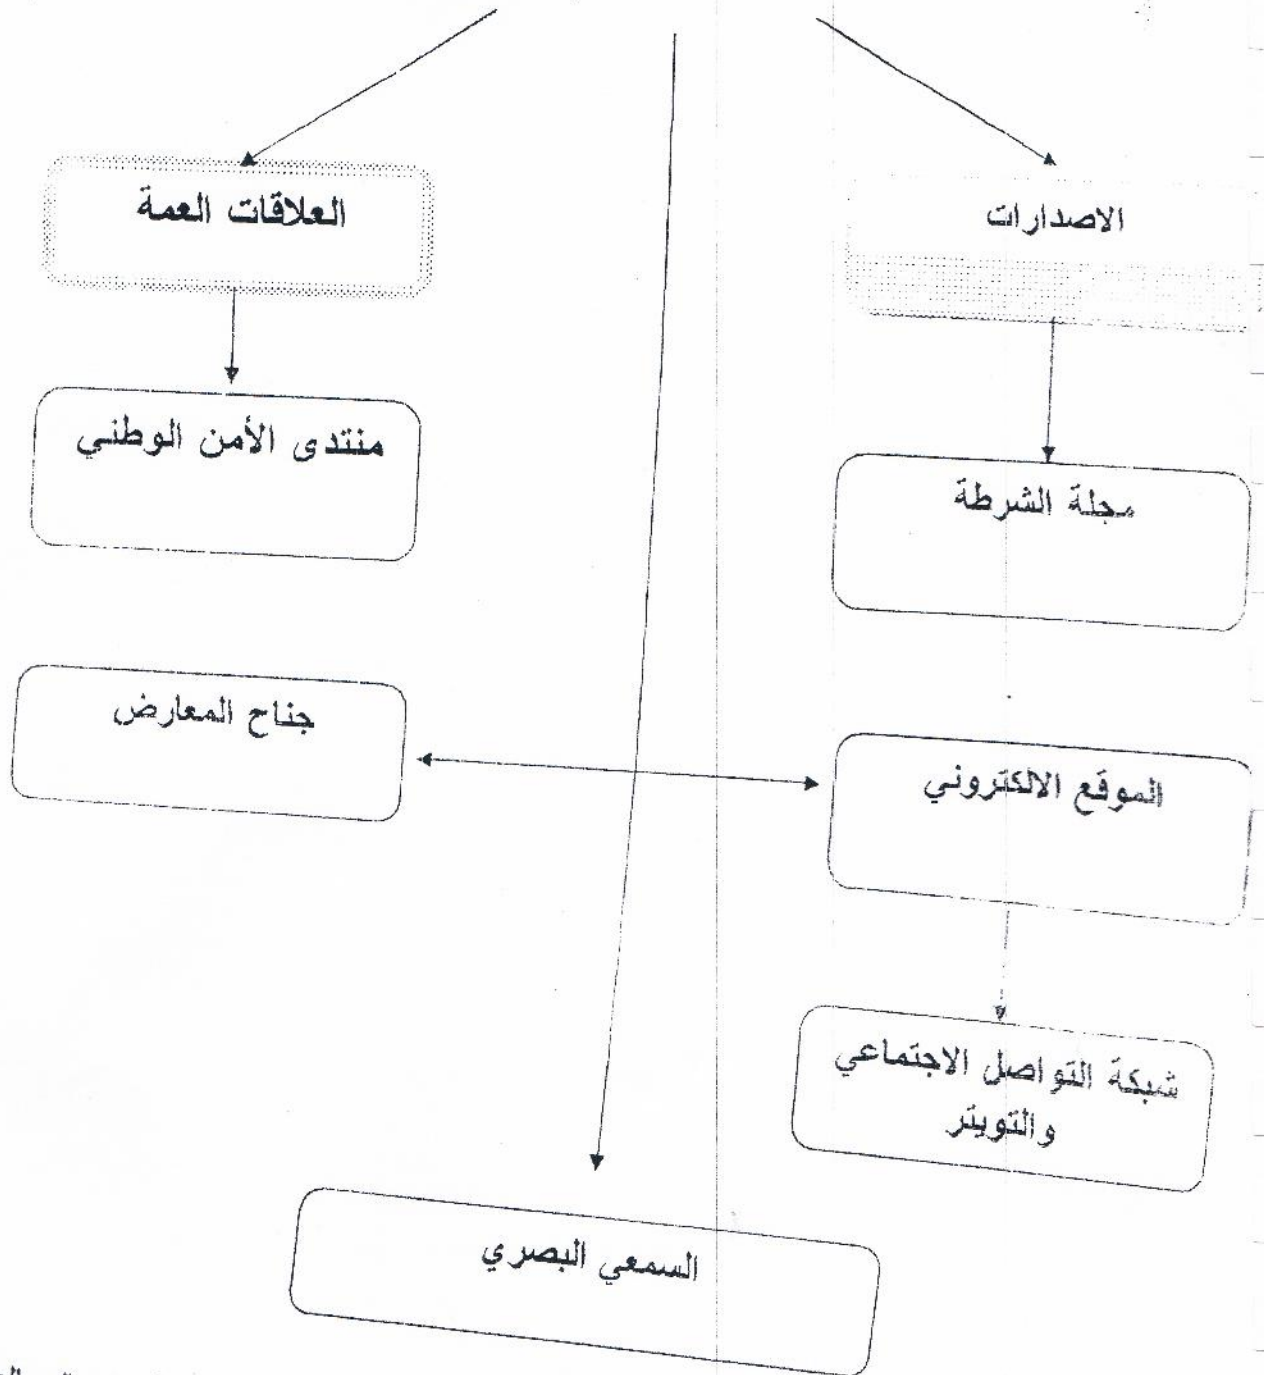 الاصدارات
العلاقات العمة
مجلة الشرطة
منتدى الأمن الوطني
الموقع الالكتروني
جناح المعارض
شبكة التواصل الاجتماعي
والتويتر
السمعي البصري